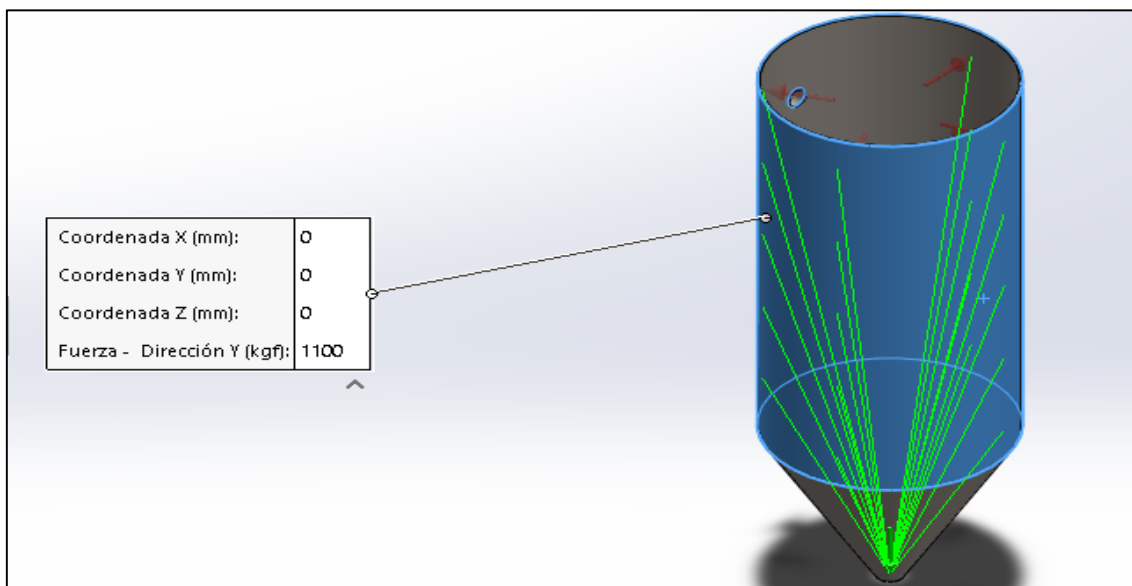 Coordenada X (mm): 0
Coordenada Y (mm): 0
Coordenada Z (mm): 0
Fuerza - Dirección Y (kgf): 1100